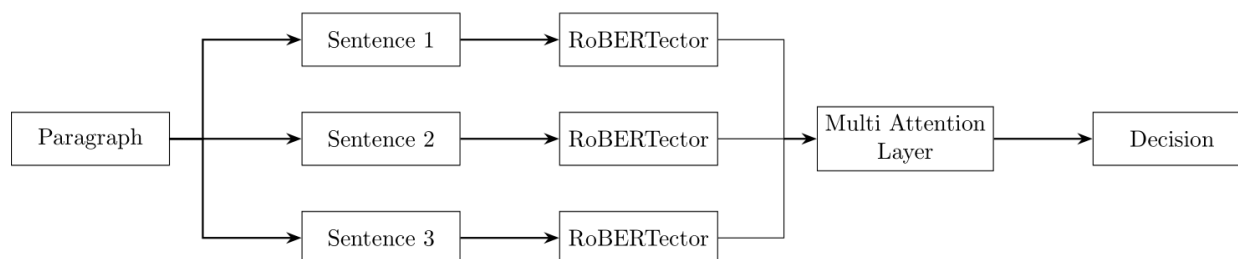 Sentence 1
RoBERTector
Paragraph
Sentence 2
RoBERTector
Multi Attention
Layer
Decision
Sentence 3
RoBERTector